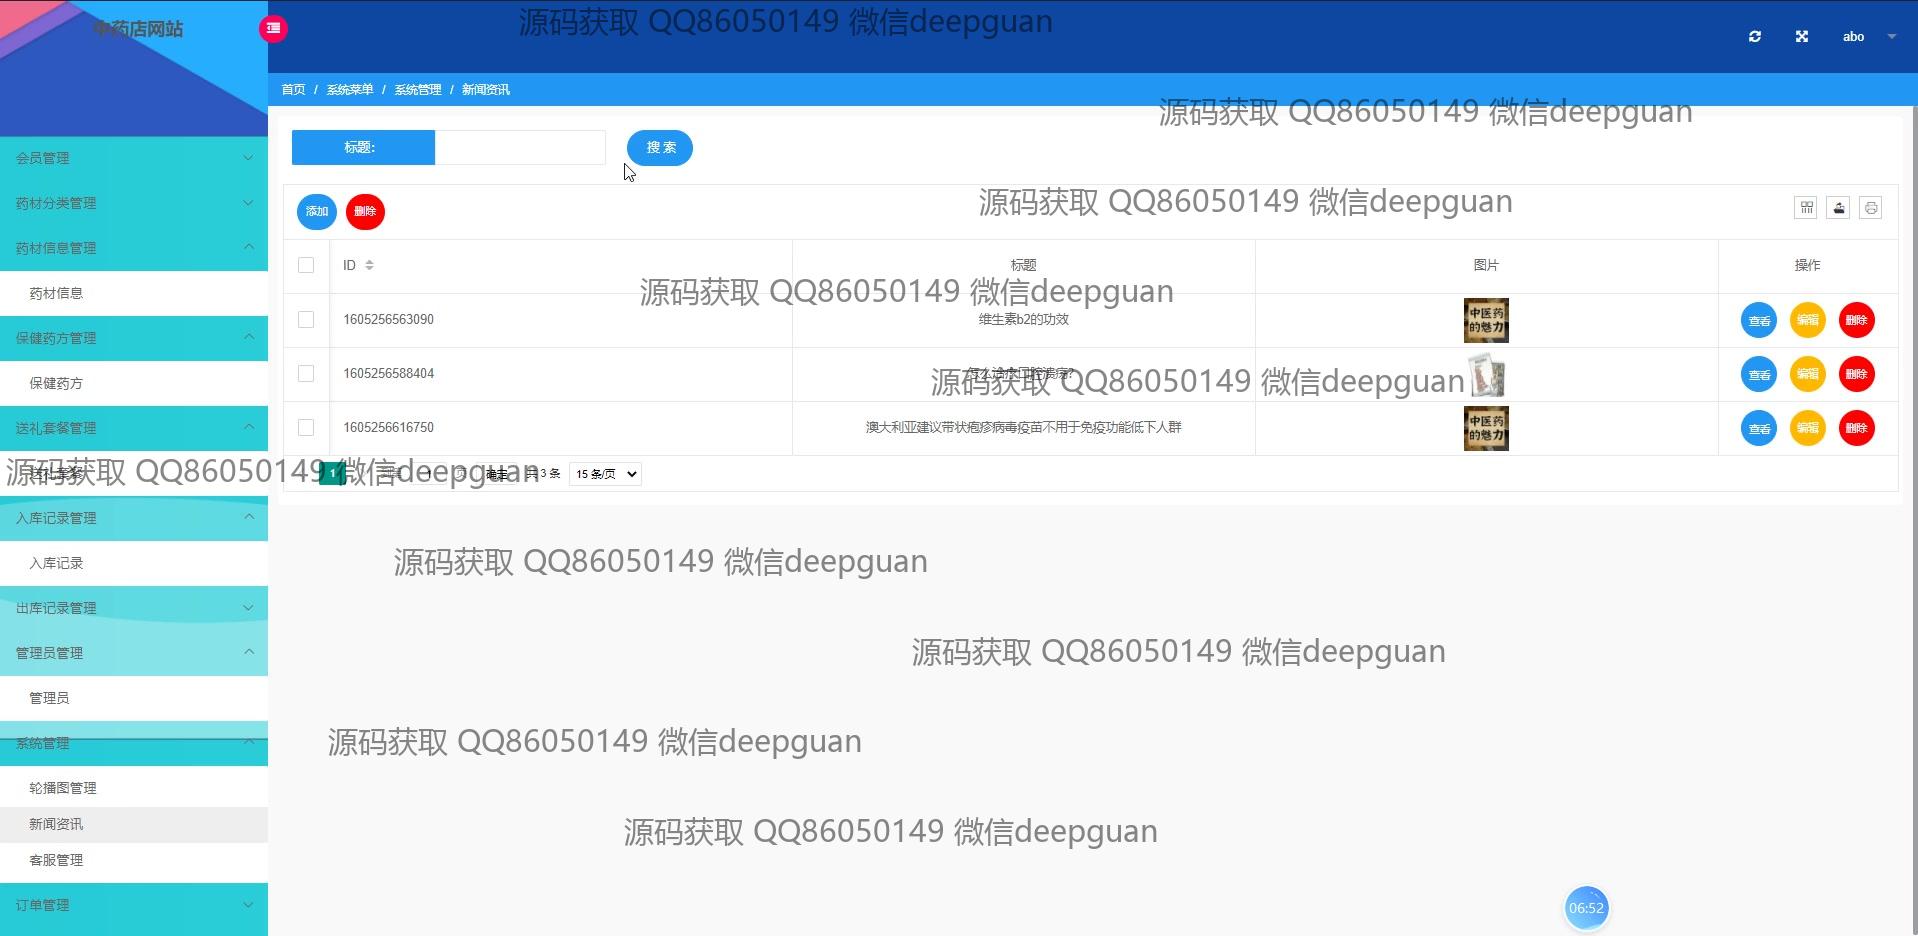 中药店网站
源码获取 QQ86050149 微信deepguan
abo
首页 / 系统菜单 / 系统管理 / 新闻资讯
源码获取 QQ86050149 微信deepguan
标题:
搜 索
会员管理
药材分类管理
药材信息管理
药材信息
保健药方管理
保健药方
送礼套餐管理
送礼套餐
入库记录管理
入库记录
出库记录管理
管理员管理
管理员
系统管理
轮播图管理
新闻资讯
客服管理
订单管理
源码获取 QQ86050149 微信deepguan
添加 删除
ID 标题 图片 操作
源码获取 QQ86050149 微信deepguan
1605256563090 维生素b2的功效 中医药的魅力 查看 编辑 删除
1605256588404 怎么治疗口腔溃疡? 查看 编辑 删除
源码获取 QQ86050149 微信deepguan
1605256616750 澳大利亚建议带状疱疹病毒疫苗不用于免疫功能低下人群 中医药的魅力 查看 编辑 删除
源码获取 QQ86050149 微信deepguan
1 1 确定 共 3 条 15 条/页
源码获取 QQ86050149 微信deepguan
源码获取 QQ86050149 微信deepguan
源码获取 QQ86050149 微信deepguan
源码获取 QQ86050149 微信deepguan
06:52